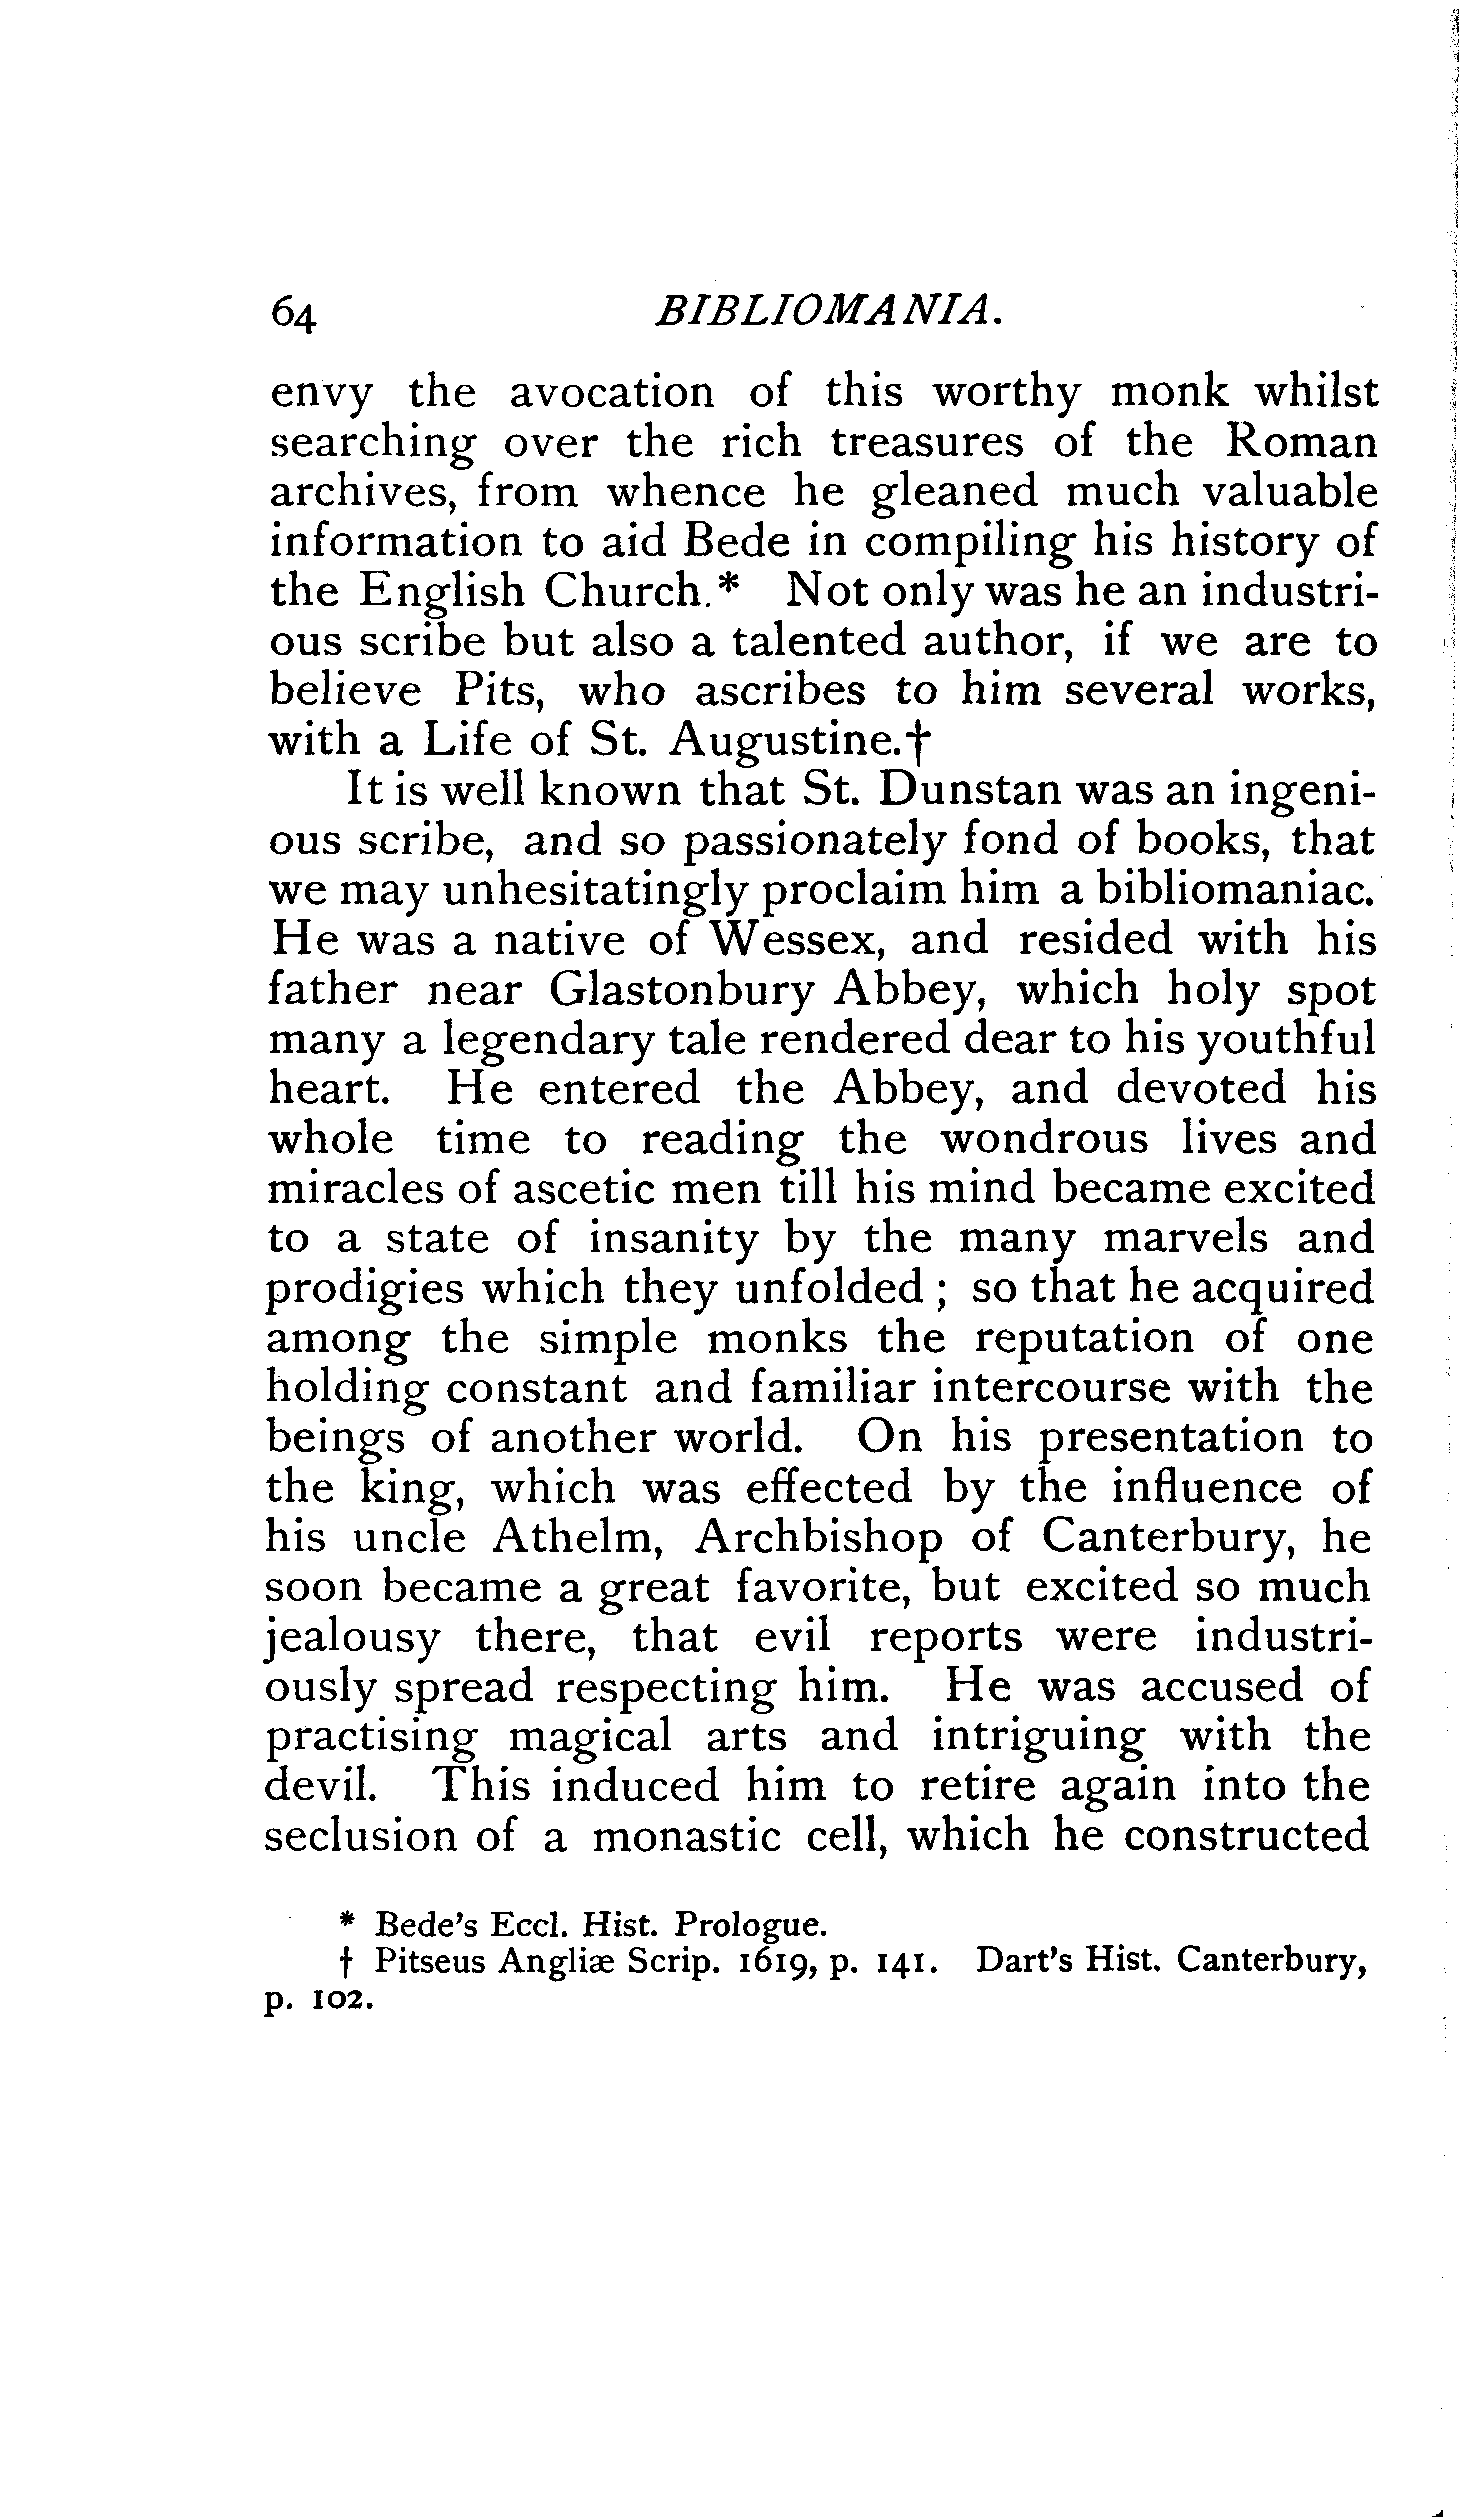 64 BIBLIOMANIA.
envy the avocation of this worthy monk whilst
searching over the rich treasures of the Roman
archives, from whence he gleaned much valuable
information to aid Bede in compiling his history of
the English Church.* Not only was he an industri-
ous scribe but also a talented author, if we are to
believe Pits, who ascribes to him several works,
with a Life of St. Augustine.†
It is well known that St. Dunstan was an ingeni-
ous scribe, and so passionately fond of books, that
we may unhesitatingly proclaim him a bibliomaniac.
He was a native of Wessex, and resided with his
father near Glastonbury Abbey, which holy spot
many a legendary tale rendered dear to his youthful
heart. He entered the Abbey, and devoted his
whole time to reading the wondrous lives and
miracles of ascetic men till his mind became excited
to a state of insanity by the many marvels and
prodigies which they unfolded ; so that he acquired
among the simple monks the reputation of one
holding constant and familiar intercourse with the
beings of another world. On his presentation to
the king, which was effected by the influence of
his uncle Athelm, Archbishop of Canterbury, he
soon became a great favorite, but excited so much
jealousy there, that evil reports were industri-
ously spread respecting him. He was accused of
practising magical arts and intriguing with the
devil. This induced him to retire again into the
seclusion of a monastic cell, which he constructed
* Bede's Eccl. Hist. Prologue.
† Pitseus Angliæ Scrip. 1619, p. 141. Dart's Hist. Canterbury,
p. 102.